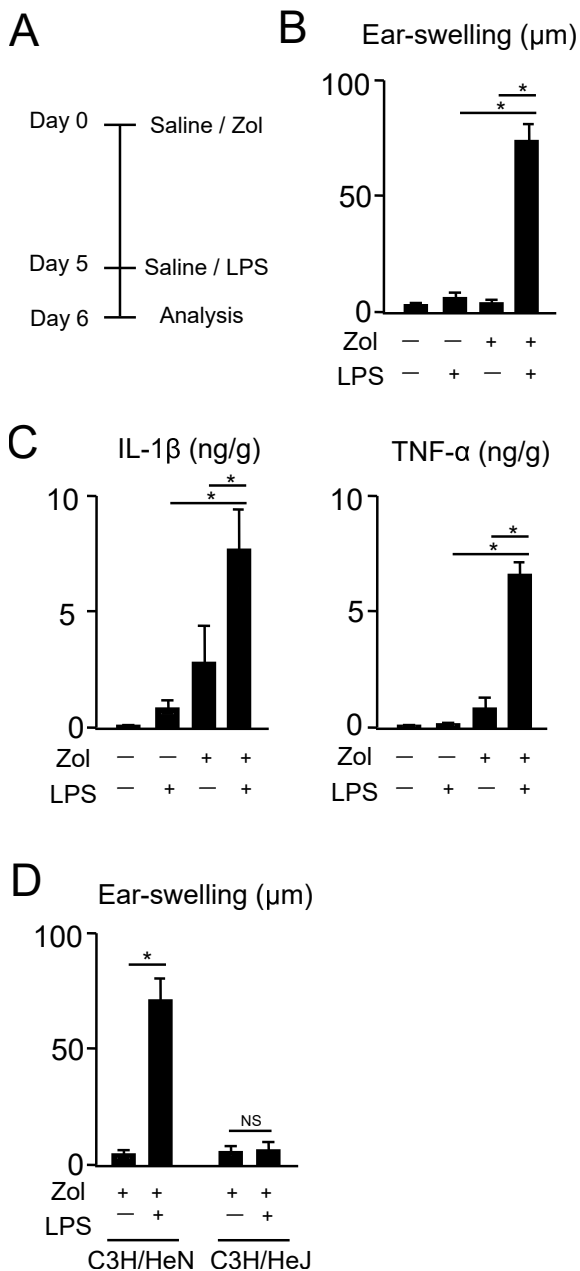 A
Day 0 Saline / Zol
Day 5 Saline / LPS
Day 6 Analysis
B
Ear-swelling (µm)
*
*
100
50
0
Zol — — + +
LPS — + — +
C
IL-1β (ng/g)
*
*
10
5
0
Zol — — + +
LPS — + — +
TNF-α (ng/g)
*
*
10
5
0
Zol — — + +
LPS — + — +
D
Ear-swelling (µm)
100
*
50
NS
0
Zol + + + +
LPS — + — +
C3H/HeN C3H/HeJ